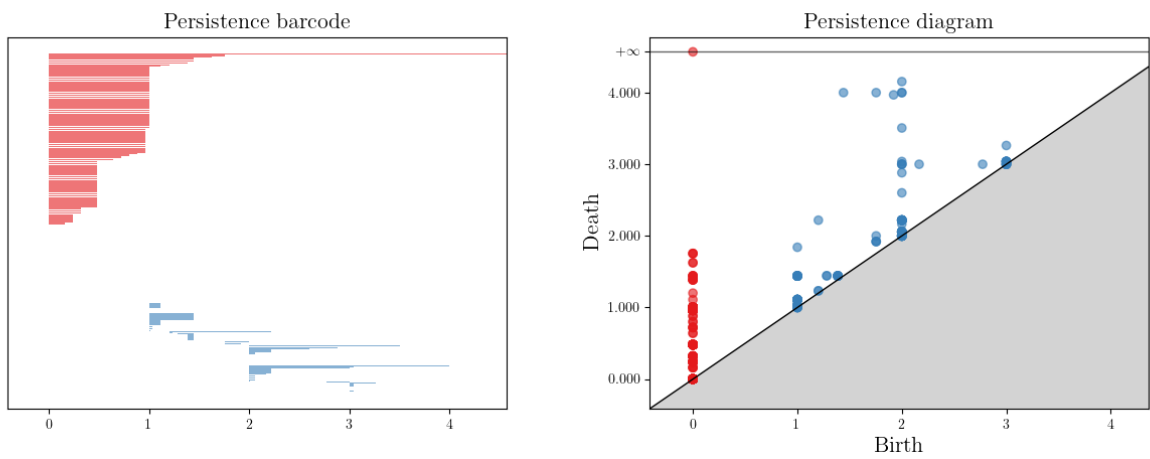 Persistence barcode
0 1 2 3 4
Persistence diagram
+∞
4.000
3.000
2.000
1.000
0.000
Death
0 1 2 3 4
Birth